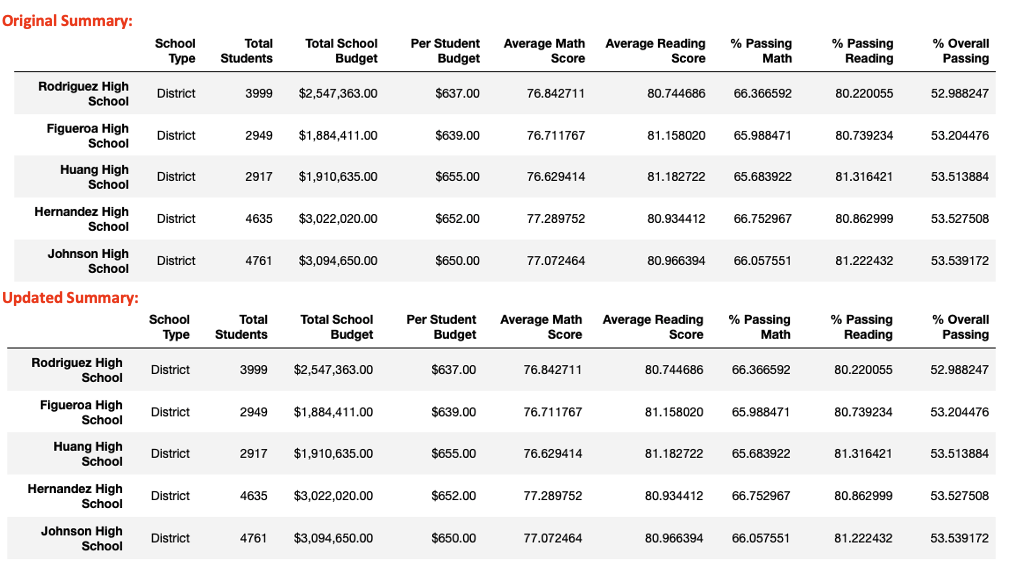 Original Summary:
School Type Total Students Total School Budget Per Student Budget Average Math Score Average Reading Score % Passing Math % Passing Reading % Overall Passing
Rodriguez High School District 3999 $2,547,363.00 $637.00 76.842711 80.744686 66.366592 80.220055 52.988247
Figueroa High School District 2949 $1,884,411.00 $639.00 76.711767 81.158020 65.988471 80.739234 53.204476
Huang High School District 2917 $1,910,635.00 $655.00 76.629414 81.182722 65.683922 81.316421 53.513884
Hernandez High School District 4635 $3,022,020.00 $652.00 77.289752 80.934412 66.752967 80.862999 53.527508
Johnson High School District 4761 $3,094,650.00 $650.00 77.072464 80.966394 66.057551 81.222432 53.539172
Updated Summary:
School Type Total Students Total School Budget Per Student Budget Average Math Score Average Reading Score % Passing Math % Passing Reading % Overall Passing
Rodriguez High School District 3999 $2,547,363.00 $637.00 76.842711 80.744686 66.366592 80.220055 52.988247
Figueroa High School District 2949 $1,884,411.00 $639.00 76.711767 81.158020 65.988471 80.739234 53.204476
Huang High School District 2917 $1,910,635.00 $655.00 76.629414 81.182722 65.683922 81.316421 53.513884
Hernandez High School District 4635 $3,022,020.00 $652.00 77.289752 80.934412 66.752967 80.862999 53.527508
Johnson High School District 4761 $3,094,650.00 $650.00 77.072464 80.966394 66.057551 81.222432 53.539172